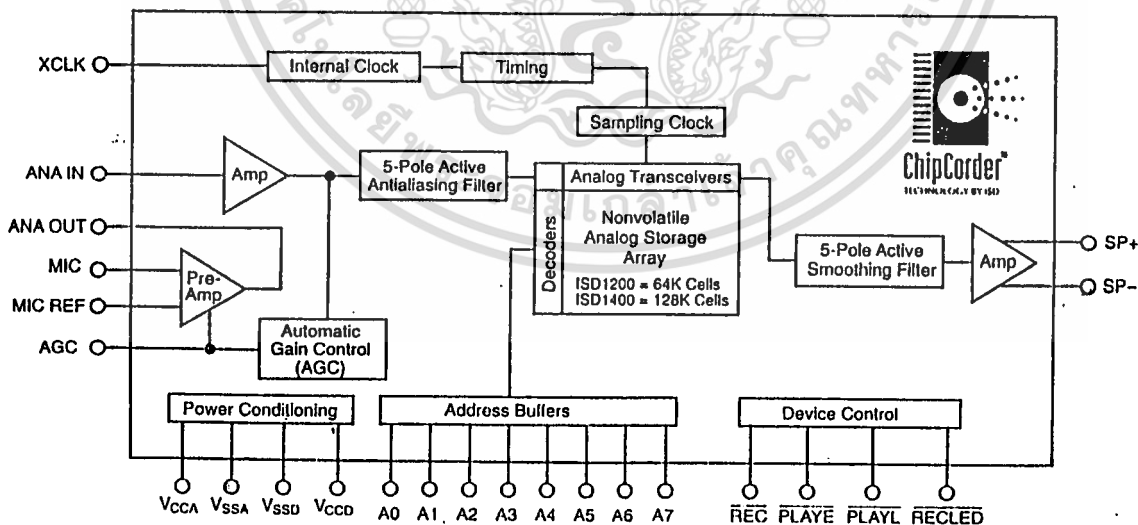 XCLK
Internal Clock
Timing
Sampling Clock
ChipCorder
TECHNOLOGY BY ISD
ANA IN
Amp
5-Pole Active
Antialiasing Filter
Analog Transceivers
Decoders
Nonvolatile
Analog Storage
Array
ISD1200 = 64K Cells
ISD1400 = 128K Cells
ANA OUT
MIC
MIC REF
AGC
Pre-
Amp
Automatic
Gain Control
(AGC)
5-Pole Active
Smoothing Filter
Amp
SP+
SP−
Power Conditioning
Address Buffers
Device Control
VCCA VSSA VSSD VCCD
A0 A1 A2 A3 A4 A5 A6 A7
REC PLAYE PLAYL RECLED